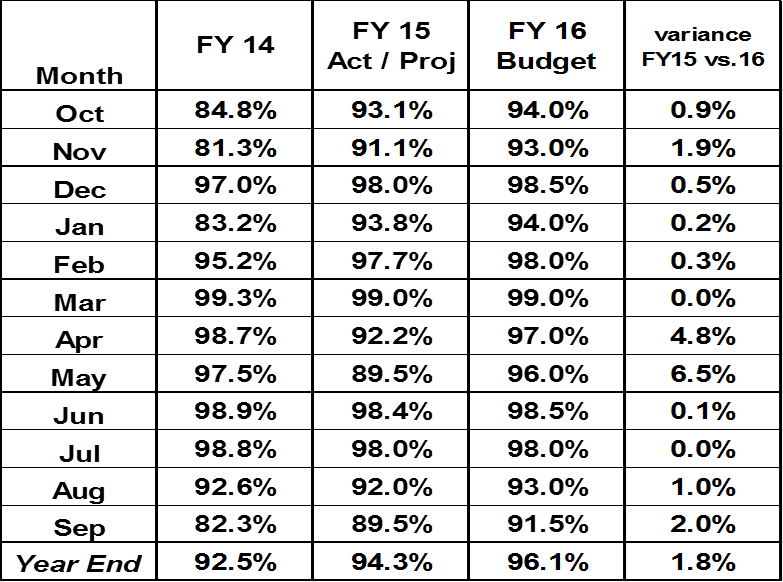 Month FY 14 FY 15 Act / Proj FY 16 Budget variance FY15 vs.16
Oct 84.8% 93.1% 94.0% 0.9%
Nov 81.3% 91.1% 93.0% 1.9%
Dec 97.0% 98.0% 98.5% 0.5%
Jan 83.2% 93.8% 94.0% 0.2%
Feb 95.2% 97.7% 98.0% 0.3%
Mar 99.3% 99.0% 99.0% 0.0%
Apr 98.7% 92.2% 97.0% 4.8%
May 97.5% 89.5% 96.0% 6.5%
Jun 98.9% 98.4% 98.5% 0.1%
Jul 98.8% 98.0% 98.0% 0.0%
Aug 92.6% 92.0% 93.0% 1.0%
Sep 82.3% 89.5% 91.5% 2.0%
Year End 92.5% 94.3% 96.1% 1.8%